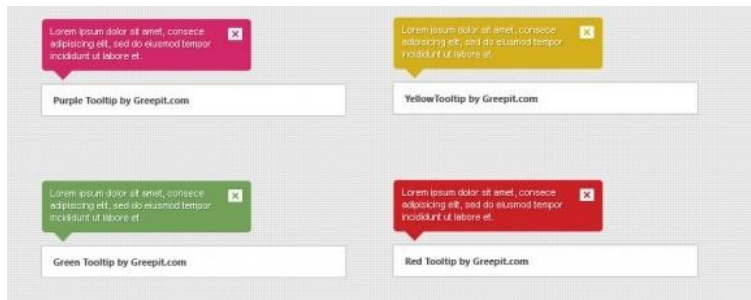 Lorem ipsum dolor sit amet, consece
adipisicing elit, sed do eiusmod tempor
incididunt ut labore et.
Purple Tooltip by Greepit.com
Lorem ipsum dolor sit amet, consece
adipisicing elit, sed do eiusmod tempor
incididunt ut labore et.
YellowTooltip by Greepit.com
Lorem ipsum dolor sit amet, consece
adipisicing elit, sed do eiusmod tempor
incididunt ut labore et.
Green Tooltip by Greepit.com
Lorem ipsum dolor sit amet, consece
adipisicing elit, sed do eiusmod tempor
incididunt ut labore et.
Red Tooltip by Greepit.com